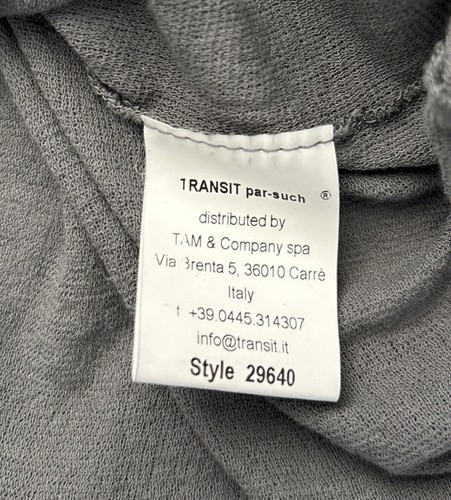 TRANSIT par-such ®
distributed by
TAM & Company spa
Via Brenta 5, 36010 Carrè
Italy
t +39.0445.314307
info@transit.it
Style 29640